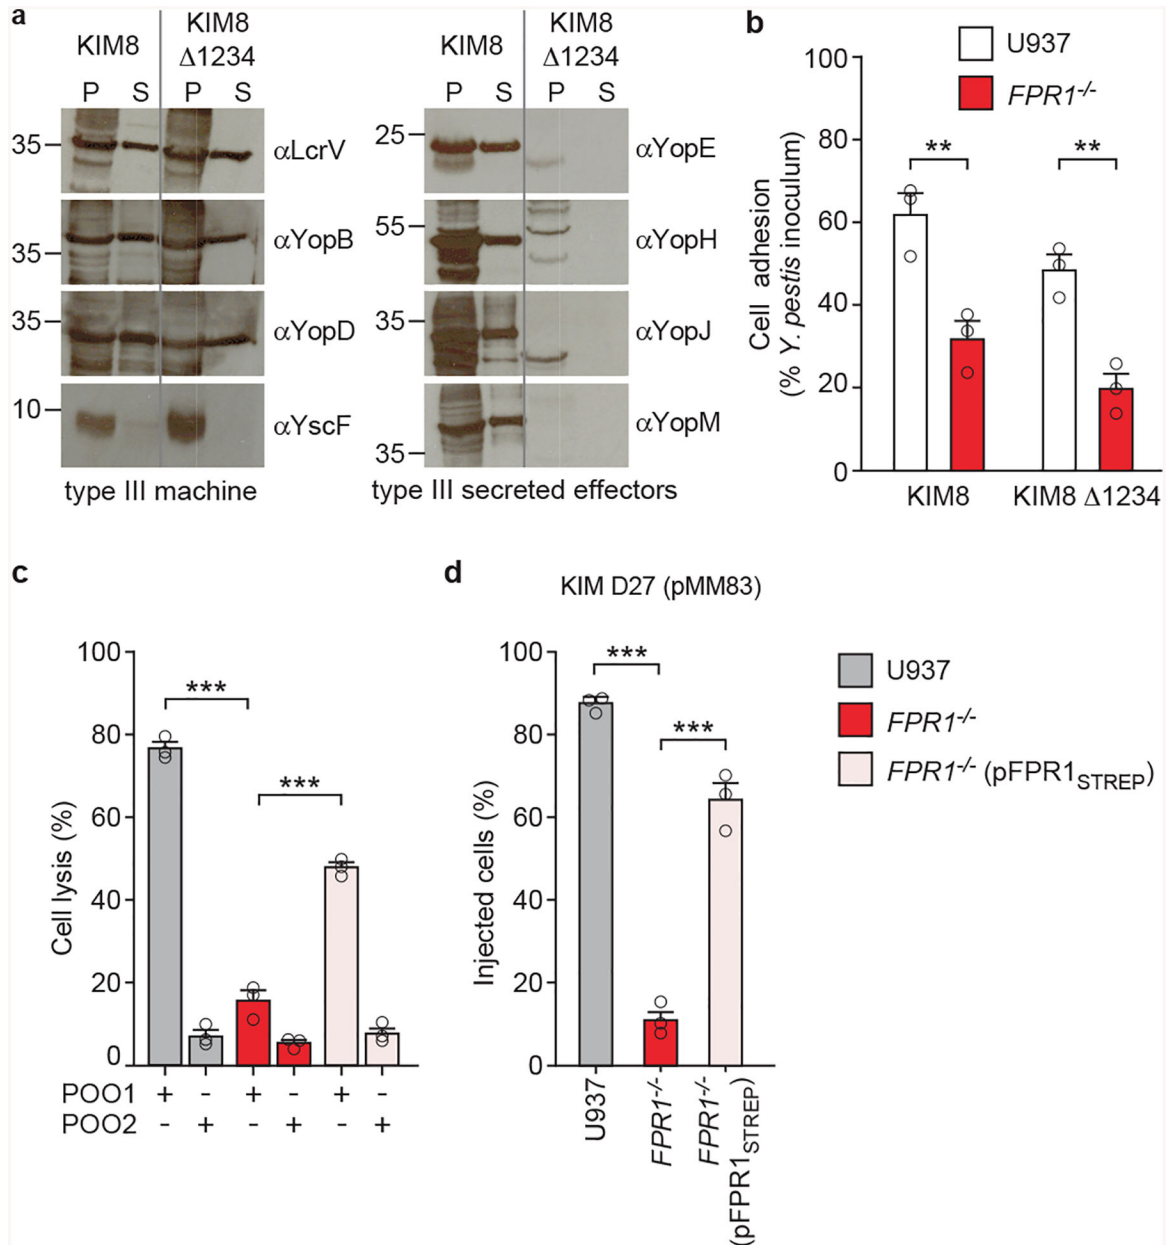 a
KIM8
KIM8
Δ1234
P S P S
35
αLcrV
35
αYopB
35
αYopD
10
αYscF
type III machine
KIM8
KIM8
Δ1234
P S P S
25
αYopE
55
αYopH
35
αYopJ
35
αYopM
type III secreted effectors
b
U937
FPR1-/-
Cell adhesion
(% Y. pestis inoculum)
100
80
60
40
20
0
** **
KIM8 KIM8 Δ1234
c
Cell lysis (%)
100
80
60
40
20
0
***
***
POO1 + - + - + -
POO2 - + - + - +
d
KIM D27 (pMM83)
Injected cells (%)
100
80
60
40
20
0
***
***
U937
FPR1-/-
FPR1-/-
(pFPR1STREP)
U937
FPR1-/-
FPR1-/- (pFPR1STREP)